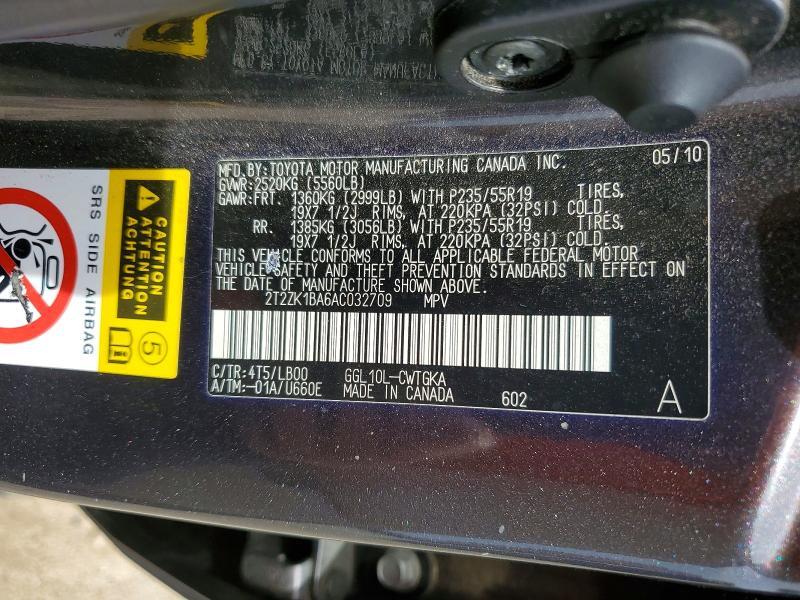 MFD. BY: TOYOTA MOTOR MANUFACTURING CANADA INC. 05/10
GVWR: 2520KG (5560LB)
GAWR: FRT. 1360KG (2999LB) WITH P235/55R19 TIRES,
19X7 1/2J RIMS, AT 220KPA (32PSI) COLD.
RR. 1385KG (3056LB) WITH P235/55R19 TIRES,
19X7 1/2J RIMS, AT 220KPA (32PSI) COLD.
THIS VEHICLE CONFORMS TO ALL APPLICABLE FEDERAL MOTOR
VEHICLE SAFETY AND THEFT PREVENTION STANDARDS IN EFFECT ON
THE DATE OF MANUFACTURE SHOWN ABOVE.
2T2ZK1BA6AC032709 MPV
C/TR: 4T5/LB00 GGL10L-CWTGKA
A/TM: -01A/U660E MADE IN CANADA 602 A
SRS SIDE AIRBAG
CAUTION
ATTENTION
ACHTUNG
5